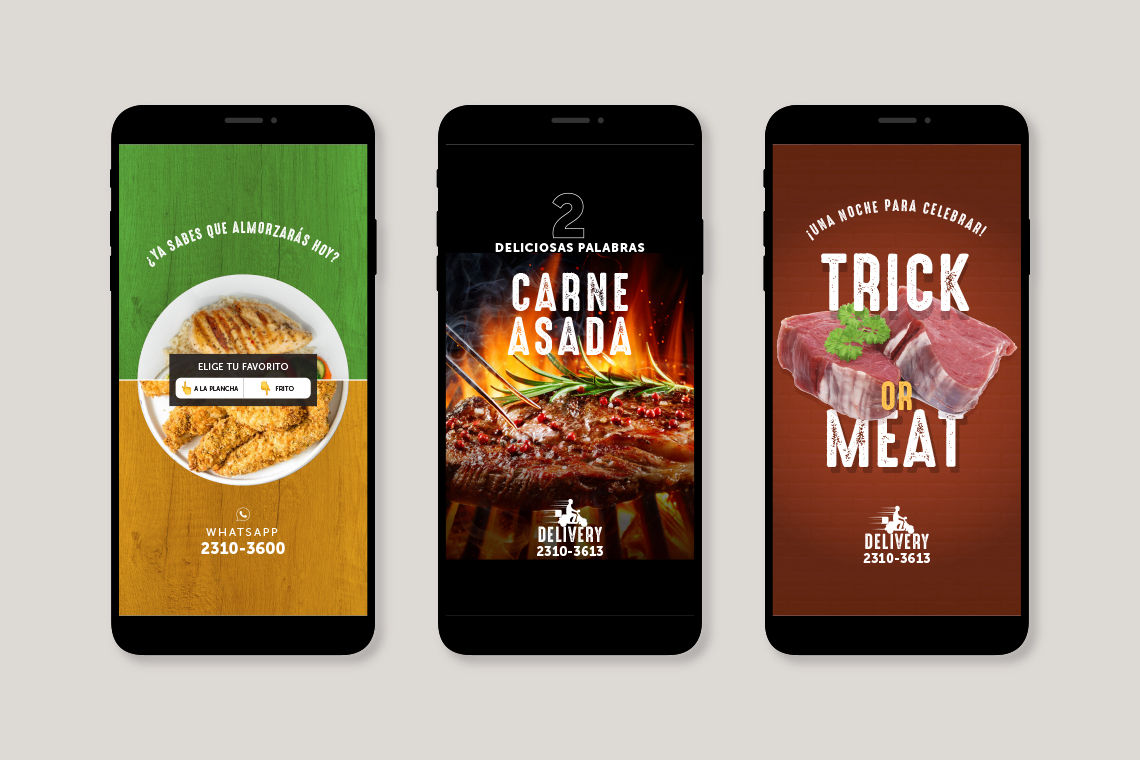 ¿YA SABES QUE ALMORZARÁS HOY?
ELIGE TU FAVORITO
A LA PLANCHA FRITO
WHATSAPP
2310-3600
2
DELICIOSAS PALABRAS
CARNE
ASADA
DELIVERY
2310-3613
¡UNA NOCHE PARA CELEBRAR!
TRICK
OR
MEAT
DELIVERY
2310-3613